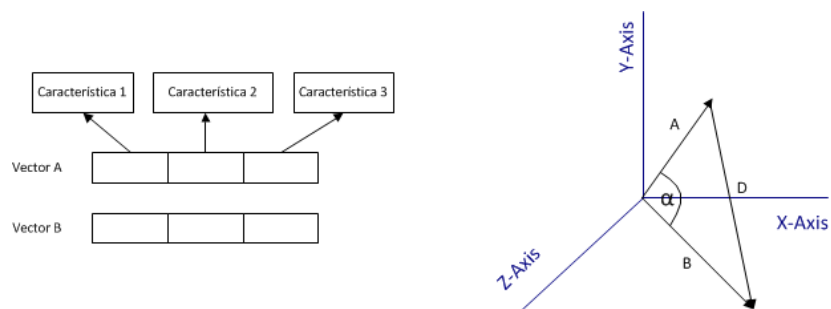 Característica 1
Característica 2
Característica 3
Vector A
Vector B
Y-Axis
A
D
α
X-Axis
B
Z-Axis